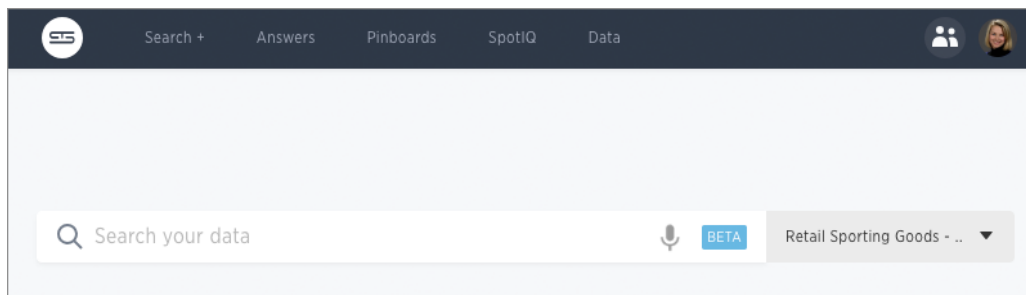 Search + Answers Pinboards SpotIQ Data
Search your data BETA Retail Sporting Goods - ..